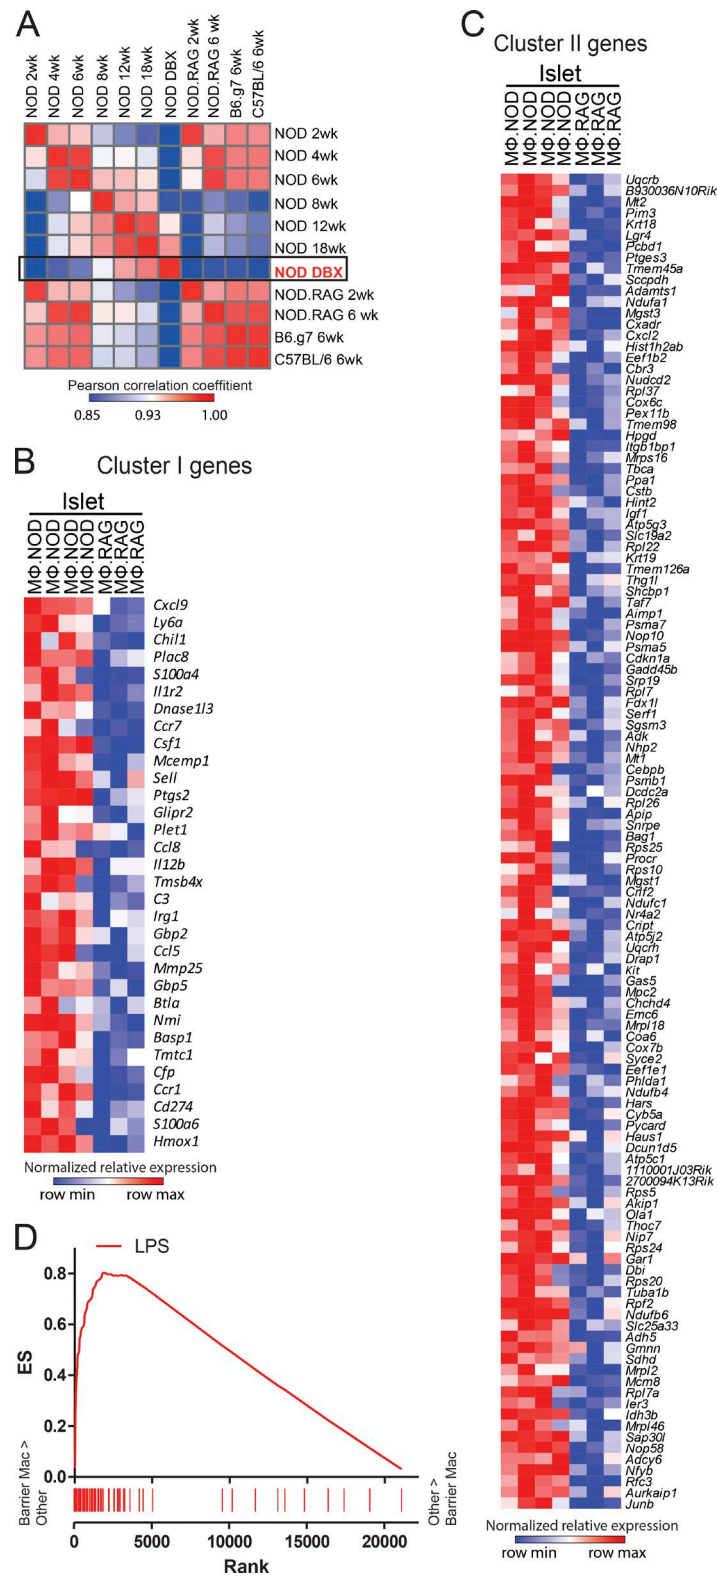 A
NOD 2wk
NOD 4wk
NOD 6wk
NOD 8wk
NOD 12wk
NOD 18wk
NOD DBX
NOD.RAG 2wk
NOD.RAG 6 wk
B6.g7 6wk
C57BL/6 6wk
NOD 2wk
NOD 4wk
NOD 6wk
NOD 8wk
NOD 12wk
NOD 18wk
NOD DBX
NOD.RAG 2wk
NOD.RAG 6 wk
B6.g7 6wk
C57BL/6 6wk
Pearson correlation coeffitient
0.85 0.93 1.00
B
Cluster I genes
Islet
MΦ.NOD
MΦ.NOD
MΦ.NOD
MΦ.NOD
MΦ.RAG
MΦ.RAG
MΦ.RAG
Cxcl9
Ly6a
Chil1
Plac8
S100a4
Il1r2
Dnase1l3
Ccr7
Csf1
Mcemp1
Sell
Ptgs2
Glipr2
Plet1
Ccl8
Il12b
Tmsb4x
C3
Irg1
Gbp2
Ccl5
Mmp25
Gbp5
Btla
Nmi
Basp1
Tmtc1
Cfp
Ccr1
Cd274
S100a6
Hmox1
Normalized relative expression
row min row max
C
Cluster II genes
Islet
MΦ.NOD
MΦ.NOD
MΦ.NOD
MΦ.NOD
MΦ.RAG
MΦ.RAG
MΦ.RAG
Uqcrb
B930036N10Rik
Mt2
Pim3
Krt18
Lgr4
Pcbd1
Ptges3
Tmem45a
Sccpdh
Adamts1
Ndufa1
Mgst3
Cxadr
Cxcl2
Hist1h2ab
Eef1b2
Cbr3
Nudcd2
Rpl37
Cox6c
Pex11b
Tmem98
Hpgd
Itgb1bp1
Mrps16
Tbca
Ppa1
Cstb
Hint2
Igf1
Atp5g3
Slc19a2
Rpl22
Krt19
Tmem126a
Thg1l
Shcbp1
Taf7
Aimp1
Psma7
Nop10
Psma5
Cdkn1a
Gadd45b
Srp19
Rpl7
Fdx1l
Serf1
Sgsm3
Adk
Nhp2
Mt1
Cebpb
Psmb1
Dcdc2a
Rpl26
Apip
Snrpe
Bag1
Rps25
Procr
Rps10
Mgst1
Crlf2
Ndufc1
Nr4a2
Cript
Atp5j2
Uqcrh
Drap1
Kit
Gas5
Mpc2
Chchd4
Emc6
Mrpl18
Coa6
Cox7b
Syce2
Eef1e1
Phlda1
Ndufb4
Hars
Cyb5a
Pycard
Haus1
Dcun1d5
Atp5c1
1110001J03Rik
2700094K13Rik
Rps5
Akip1
Ola1
Thoc7
Nip7
Rps24
Gar1
Dbi
Rps20
Tuba1b
Rpf2
Ndufb6
Slc25a33
Adh5
Gmnn
Sdhd
Mrpl2
Mcm8
Rpl7a
Ier3
Idh3b
Mrpl46
Sap30l
Nop58
Adcy6
Nfyb
Rfc3
Aurkaip1
Junb
Normalized relative expression
row min row max
D
LPS
ES
0.8
0.6
0.4
0.2
0.0
Barrier Mac >
Other
Other >
Barrier Mac
0 5000 10000 15000 20000
Rank